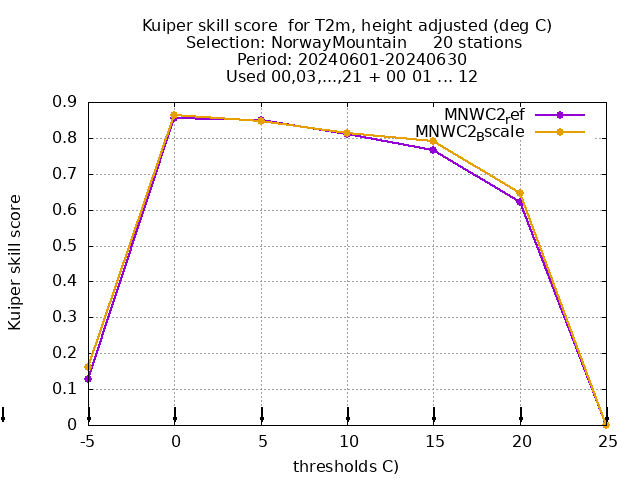 Kuiper skill score  for T2m, height adjusted (deg C)
Selection: NorwayMountain     20 stations
Period: 20240601-20240630
Used 00,03,...,21 + 00 01 ... 12
0.9
MNWC2ref
MNWC2Bscale
0.8
0.7
0.6
0.5
0.4
0.3
0.2
0.1
0
Kuiper skill score
-5 0 5 10 15 20 25
thresholds C)